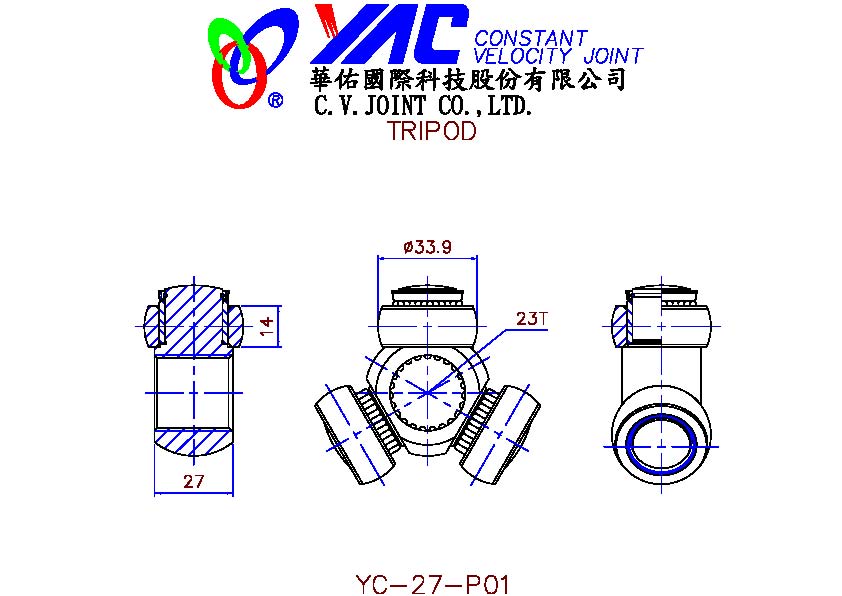 YAC CONSTANT
VELOCITY JOINT
®
華佑國際科技股份有限公司
C.V.JOINT CO.,LTD.
TRIPOD
ø33.9
23T
14
27
YC-27-P01